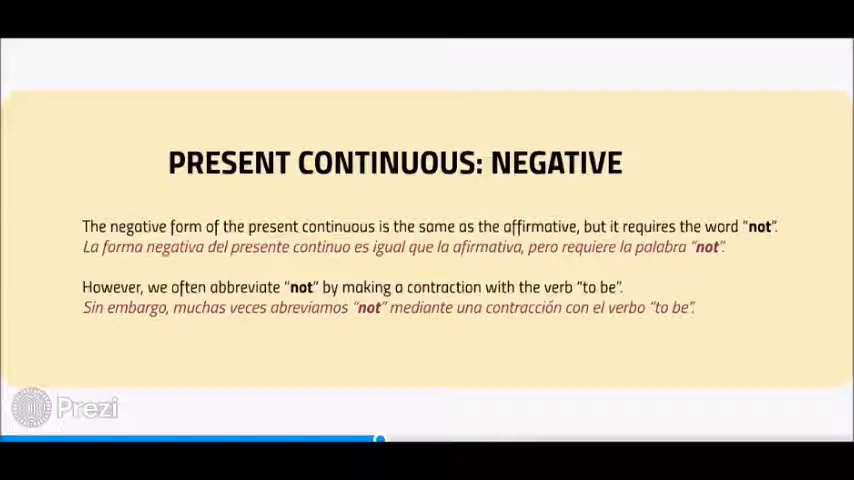 PRESENT CONTINUOUS: NEGATIVE
The negative form of the present continuous is the same as the affirmative, but it requires the word “not”.
La forma negativa del presente continuo es igual que la afirmativa, pero requiere la palabra “not”.
However, we often abbreviate “not” by making a contraction with the verb “to be”.
Sin embargo, muchas veces abreviamos “not” mediante una contracción con el verbo “to be”.
Prezi